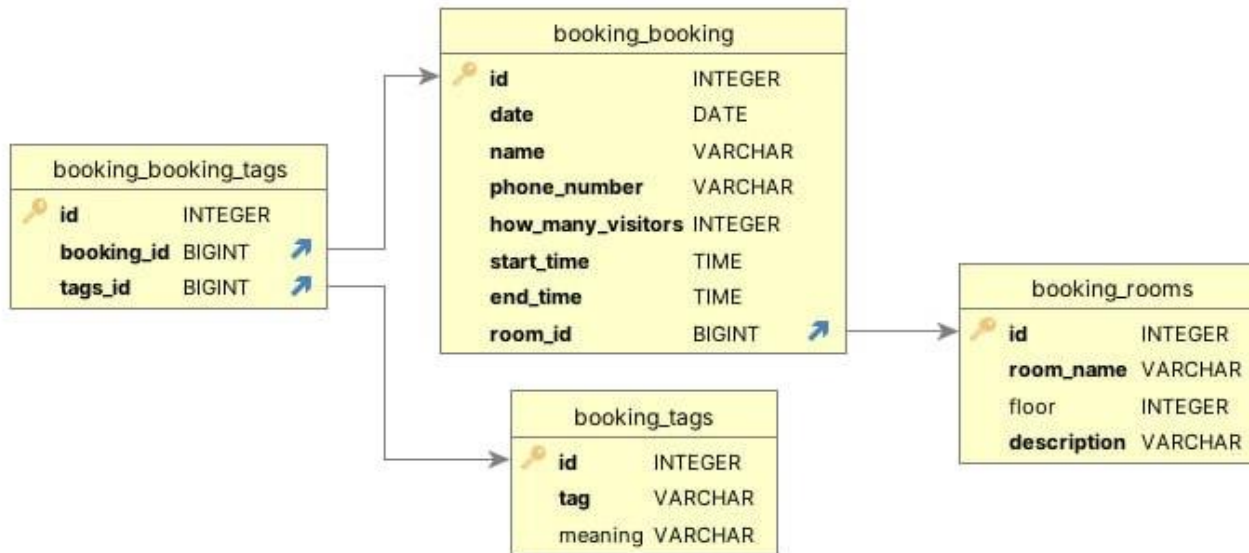 booking_booking
id INTEGER
date DATE
name VARCHAR
phone_number VARCHAR
how_many_visitors INTEGER
start_time TIME
end_time TIME
room_id BIGINT
booking_booking_tags
id INTEGER
booking_id BIGINT
tags_id BIGINT
booking_rooms
id INTEGER
room_name VARCHAR
floor INTEGER
description VARCHAR
booking_tags
id INTEGER
tag VARCHAR
meaning VARCHAR